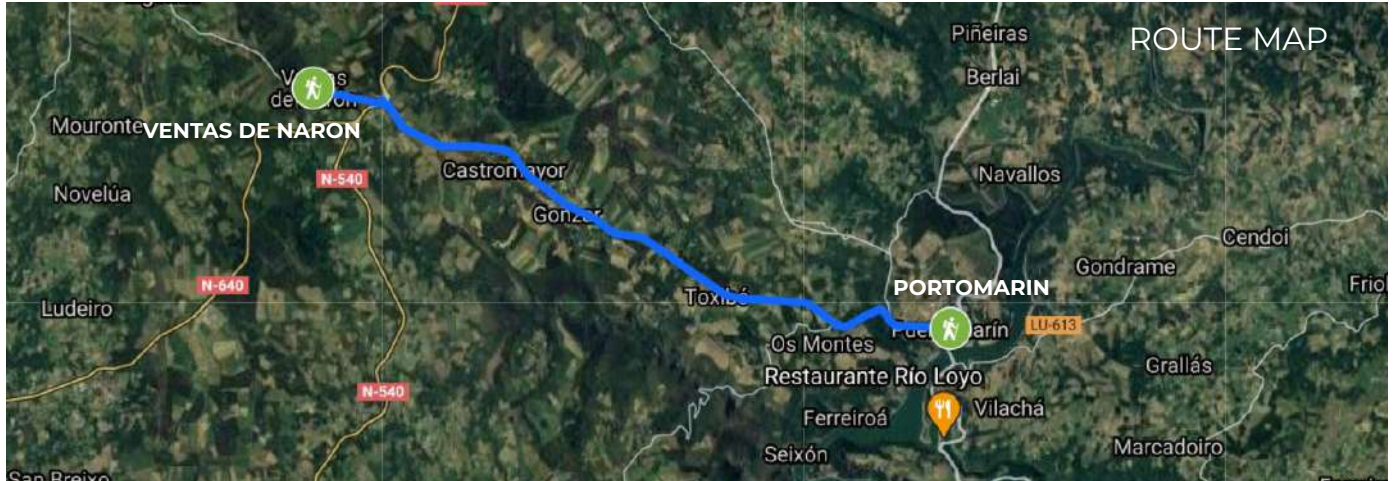 ROUTE MAP
Piñeiras
Berlai
Mouronte
VENTAS DE NARON
Castromayor
N-540
Navallos
Novelúa
Gonzar
Cendoi
Gondrame
N-640
PORTOMARIN
Toxibó
Ludeiro
LU-613
Os Montes
Grallás
Restaurante Río Loyo
N-540
Ferreiroá
Vilachá
Marcadoiro
Seixón
San Breixo